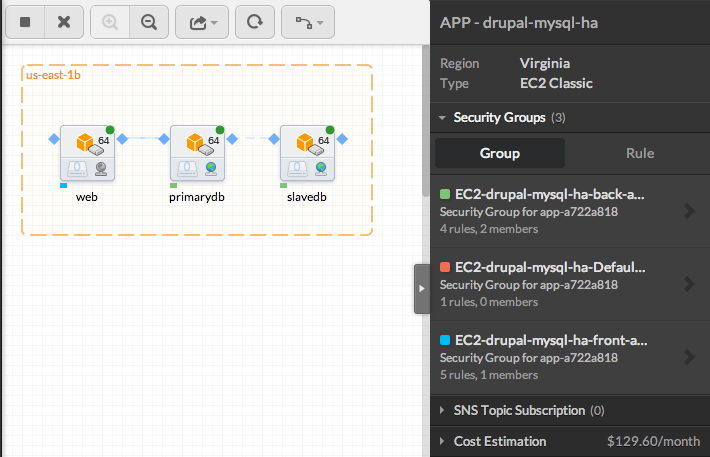 us-east-1b
64
64
64
web
primarydb
slavedb
APP - drupal-mysql-ha
Region Virginia
Type EC2 Classic
Security Groups (3)
Group Rule
EC2-drupal-mysql-ha-back-a...
Security Group for app-a722a818
4 rules, 2 members
EC2-drupal-mysql-ha-Defaul...
Security Group for app-a722a818
1 rules, 0 members
EC2-drupal-mysql-ha-front-a...
Security Group for app-a722a818
5 rules, 1 members
SNS Topic Subscription (0)
Cost Estimation $129.60/month